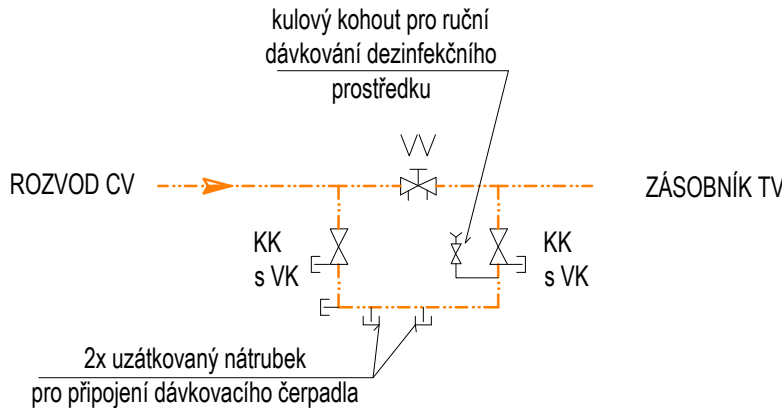 kulový kohout pro ruční
dávkování dezinfekčního
prostředku
VV
ROZVOD CV
ZÁSOBNÍK TV
KK
s VK
KK
s VK
2x uzátkovaný nátrubek
pro připojení dávkovacího čerpadla